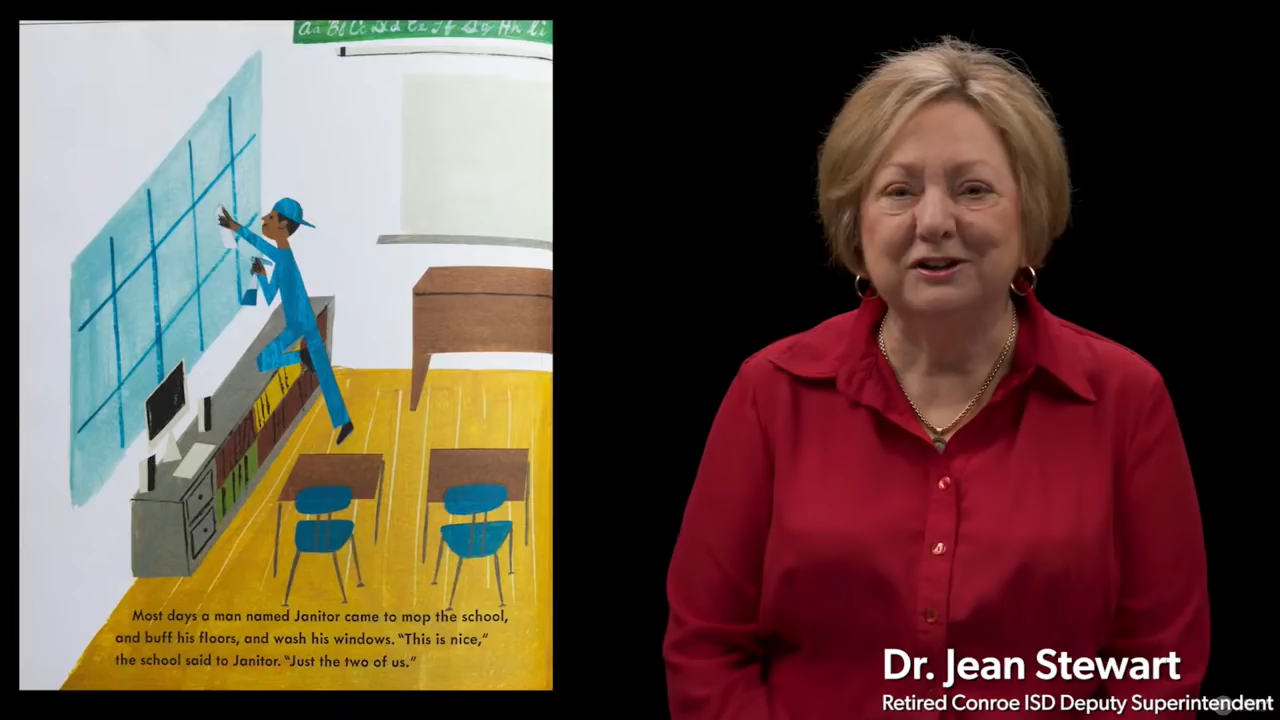 Aa Bb Cc Dd Ee Ff Gg Hh Ii
Most days a man named Janitor came to mop the school,
and buff his floors, and wash his windows. “This is nice,”
the school said to Janitor. “Just the two of us.”
Dr. Jean Stewart
Retired Conroe ISD Deputy Superintendent